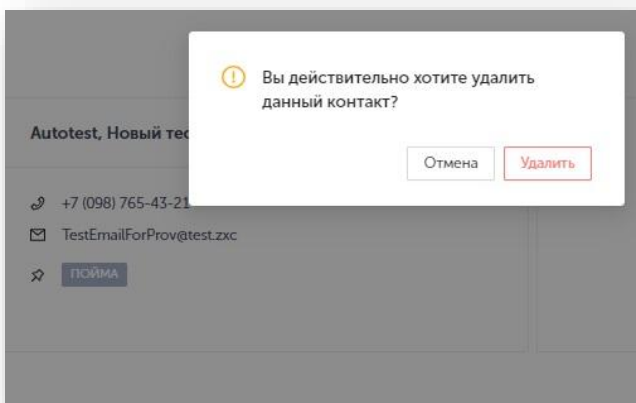 Вы действительно хотите удалить
данный контакт?
Отмена
Удалить
Autotest, Новый
+7 (098) 765-43-21
TestEmailForProv@test.zxc
ПОЙМА